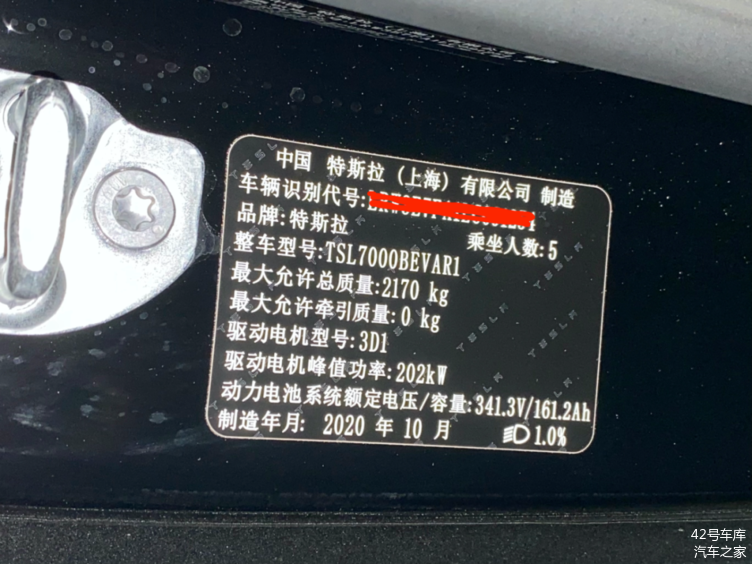 中国 特斯拉（上海）有限公司 制造
车辆识别代号:
品牌:特斯拉
乘坐人数:5
整车型号:TSL7000BEVAR1
最大允许总质量:2170 kg
最大允许牵引质量:0 kg
驱动电机型号:3D1
驱动电机峰值功率:202kW
动力电池系统额定电压/容量:341.3V/161.2Ah
制造年月: 2020 年 10 月
1.0%
TESLA
42号车库
汽车之家